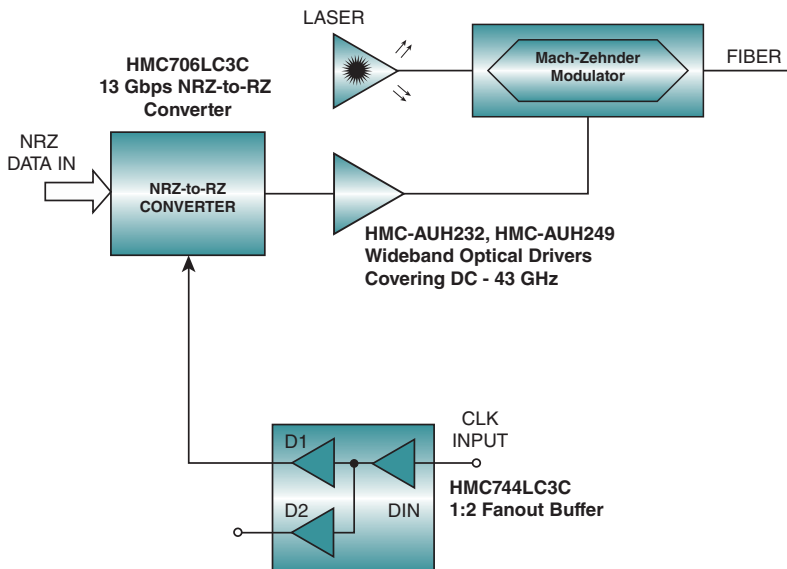 LASER
Mach-Zehnder
Modulator
FIBER
HMC706LC3C
13 Gbps NRZ-to-RZ
Converter
NRZ
DATA IN
NRZ-to-RZ
CONVERTER
HMC-AUH232, HMC-AUH249
Wideband Optical Drivers
Covering DC - 43 GHz
CLK
INPUT
D1
D2
DIN
HMC744LC3C
1:2 Fanout Buffer